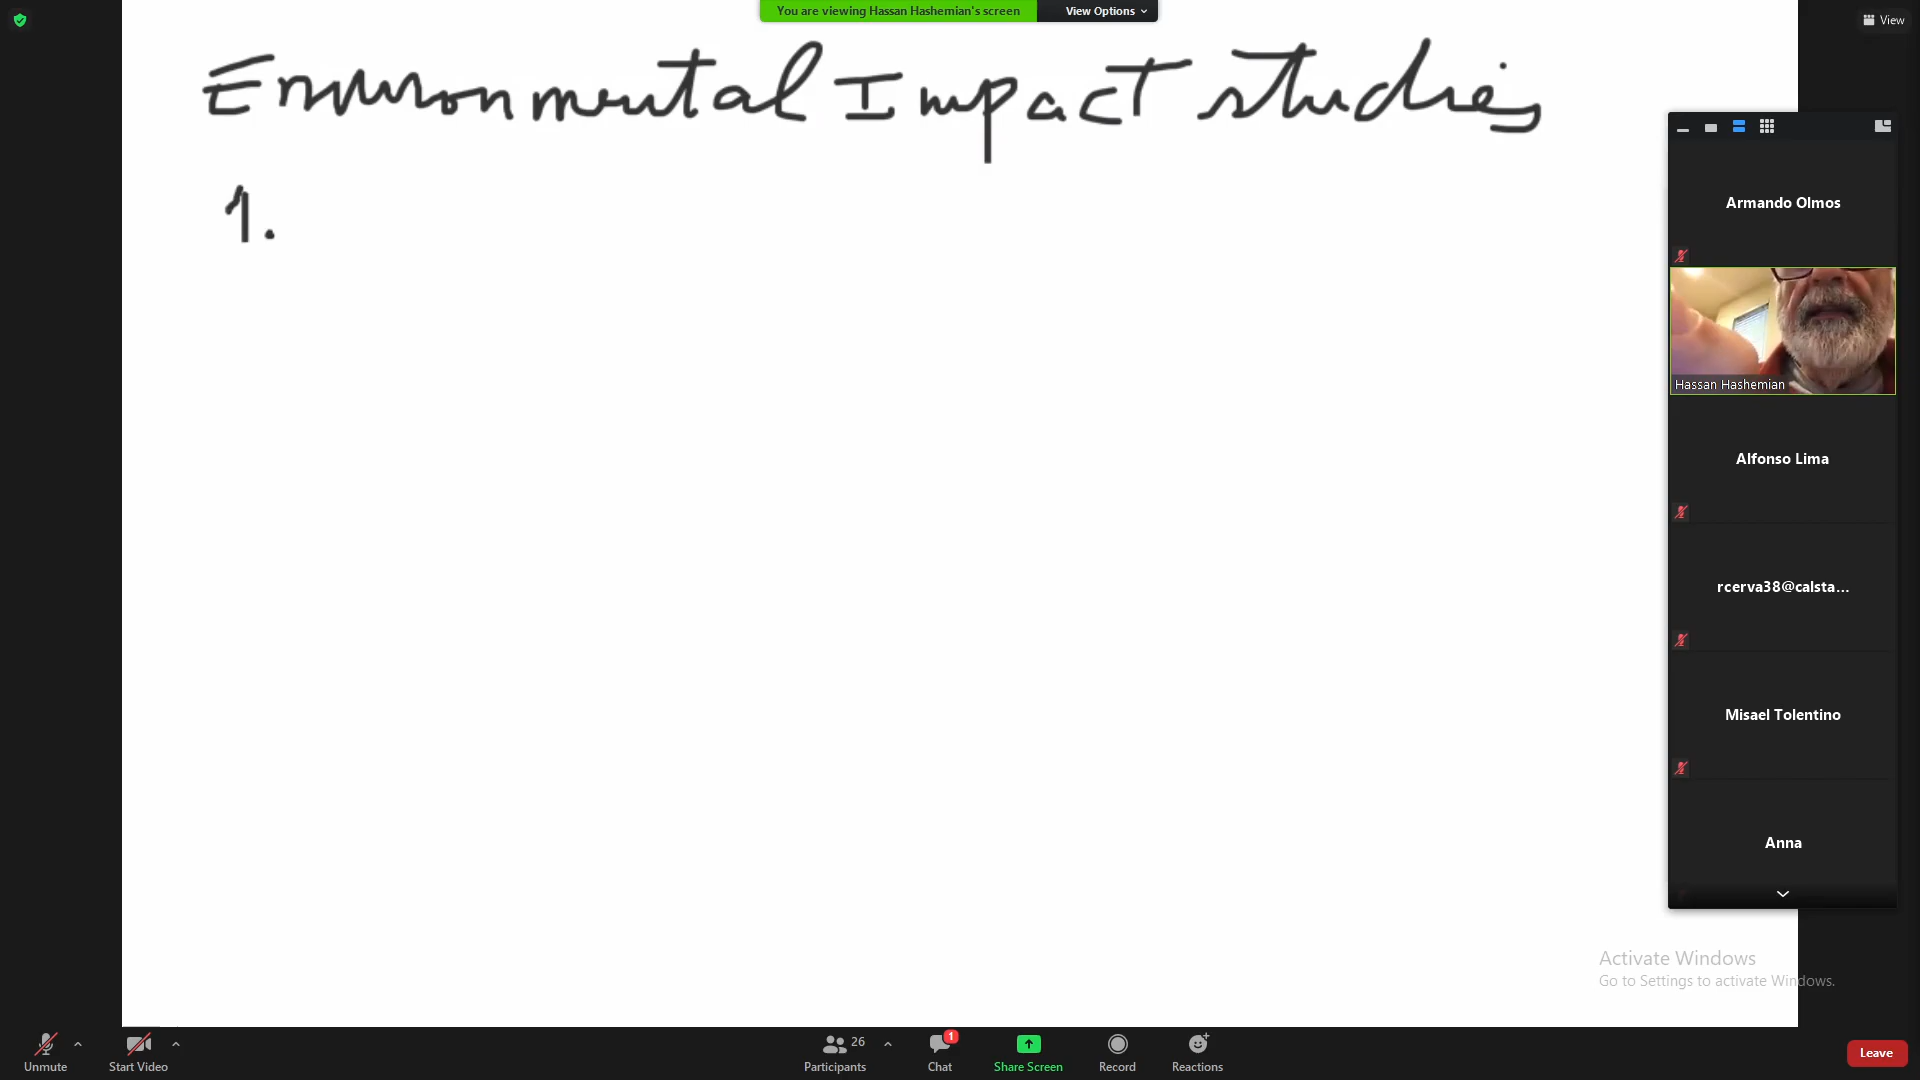 You are viewing Hassan Hashemian's screen
View Options
View
Environmental Impact studies
1.
Armando Olmos
Hassan Hashemian
Alfonso Lima
rcerva38@calsta...
Misael Tolentino
Anna
Activate Windows
Go to Settings to activate Windows.
Unmute
Start Video
26
Participants
1
Chat
Share Screen
Record
Reactions
Leave